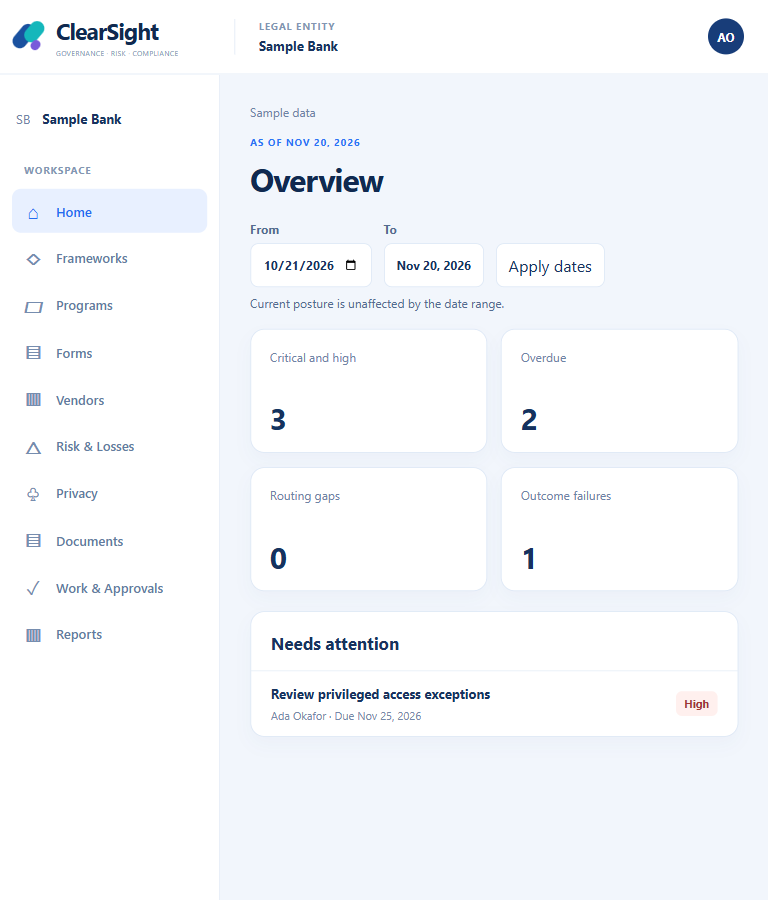 ClearSight
GOVERNANCE · RISK · COMPLIANCE
LEGAL ENTITY
Sample Bank
AO
SB Sample Bank
WORKSPACE
Home
Frameworks
Programs
Forms
Vendors
Risk & Losses
Privacy
Documents
Work & Approvals
Reports
Sample data
AS OF NOV 20, 2026
Overview
From To
10/21/2026 Nov 20, 2026 Apply dates
Current posture is unaffected by the date range.
Critical and high
3
Overdue
2
Routing gaps
0
Outcome failures
1
Needs attention
Review privileged access exceptions
Ada Okafor · Due Nov 25, 2026
High